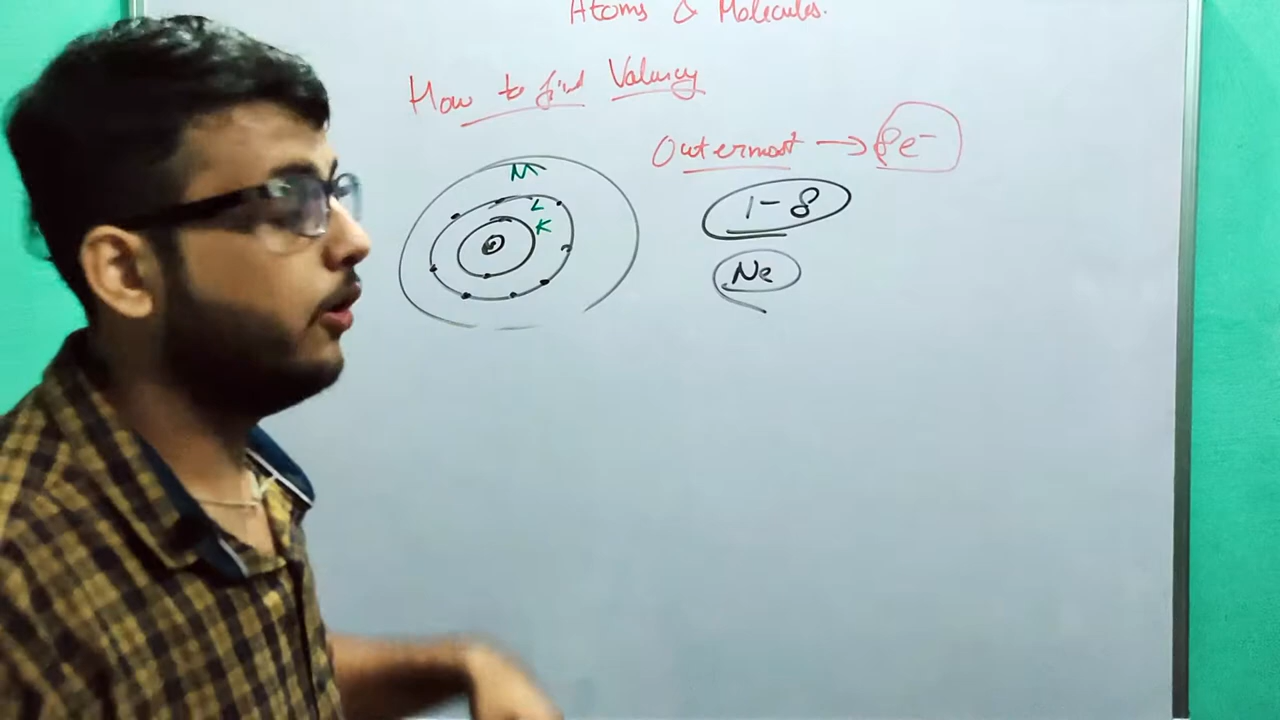 Atoms & Molecules.
How to find Valency
Outermost → 8e⁻
M
L
K
1 - 8
Ne